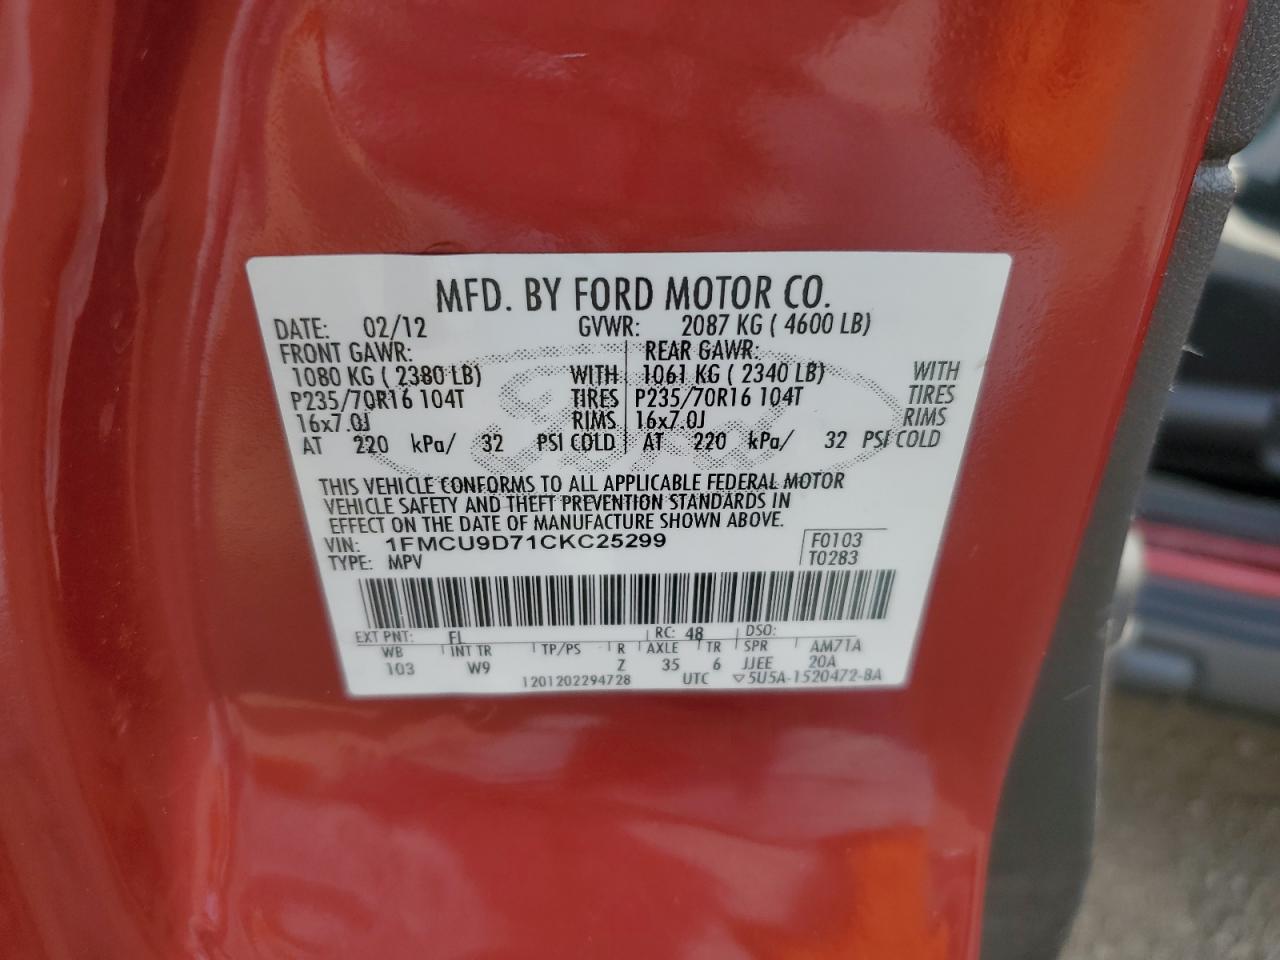 MFD. BY FORD MOTOR CO.
DATE: 02/12 GVWR: 2087 KG ( 4600 LB)
FRONT GAWR: REAR GAWR:
1080 KG ( 2380 LB) WITH 1061 KG ( 2340 LB) WITH
P235/70R16 104T TIRES P235/70R16 104T TIRES
16x7.0J RIMS 16x7.0J RIMS
AT 220 kPa/ 32 PSI COLD AT 220 kPa/ 32 PSI COLD
Ford
THIS VEHICLE CONFORMS TO ALL APPLICABLE FEDERAL MOTOR
VEHICLE SAFETY AND THEFT PREVENTION STANDARDS IN
EFFECT ON THE DATE OF MANUFACTURE SHOWN ABOVE.
VIN: 1FMCU9D71CKC25299 F0103
TYPE: MPV T0283
EXT PNT: FL RC: 48 DSO:
WB INT TR TP/PS R AXLE TR SPR AM71A
103 W9 Z 35 6 JJEE 20A
1201202294728 UTC ▽5U5A-1520472-BA